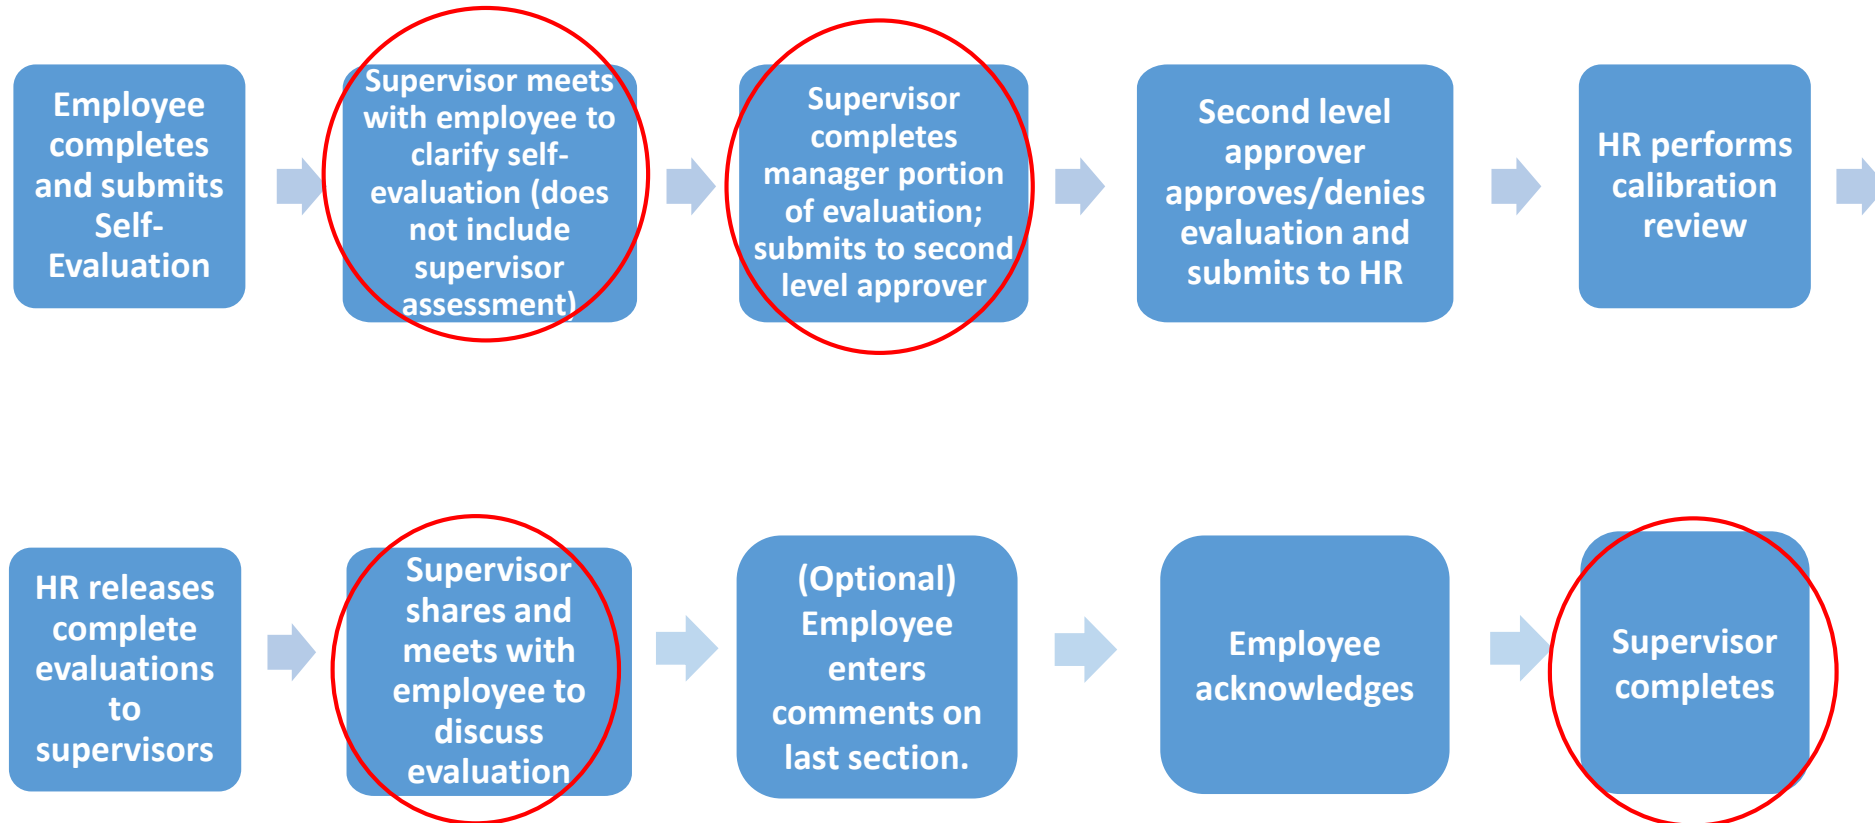 Employee
completes
and submits
Self-
Evaluation
Supervisor meets
with employee to
clarify self-
evaluation (does
not include
supervisor
assessment)
Supervisor
completes
manager portion
of evaluation;
submits to second
level approver
Second level
approver
approves/denies
evaluation and
submits to HR
HR performs
calibration
review
HR releases
complete
evaluations
to
supervisors
Supervisor
shares and
meets with
employee to
discuss
evaluation
(Optional)
Employee
enters
comments on
last section.
Employee
acknowledges
Supervisor
completes